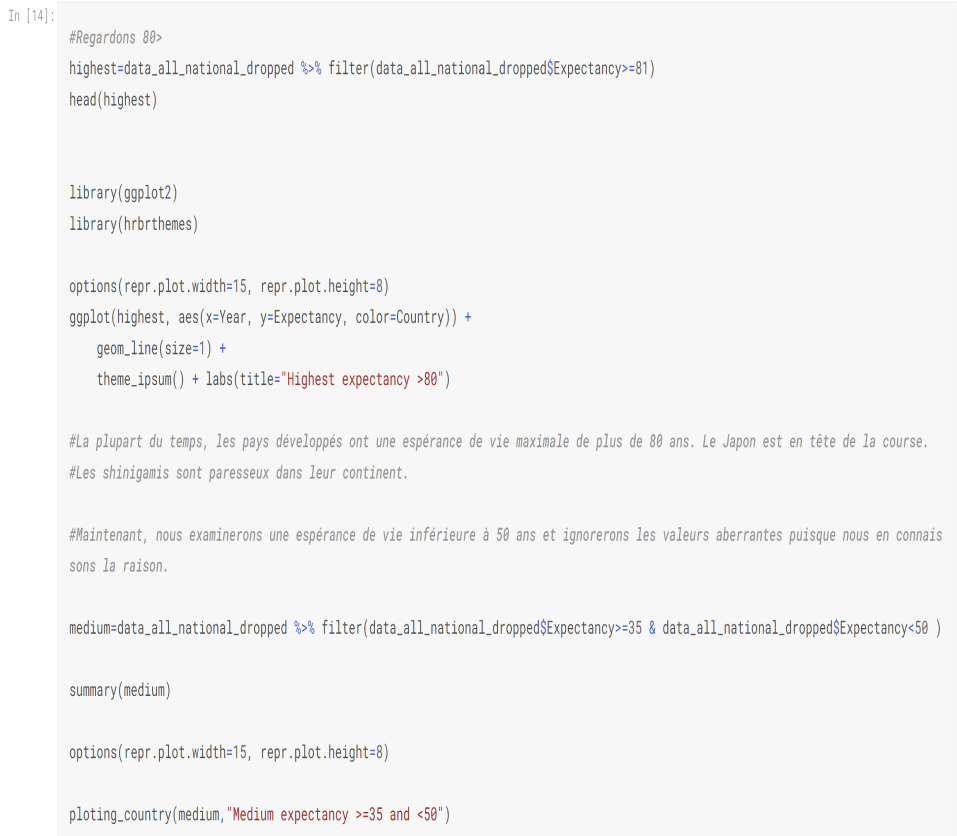 In [14]:
#Regardons 80>
highest=data_all_national_dropped %>% filter(data_all_national_dropped$Expectancy>=81)
head(highest)
library(ggplot2)
library(hrbrthemes)
options(repr.plot.width=15, repr.plot.height=8)
ggplot(highest, aes(x=Year, y=Expectancy, color=Country)) +
    geom_line(size=1) +
    theme_ipsum() + labs(title="Highest expectancy >80")
#La plupart du temps, les pays développés ont une espérance de vie maximale de plus de 80 ans. Le Japon est en tête de la course.
#Les shinigamis sont paresseux dans leur continent.
#Maintenant, nous examinerons une espérance de vie inférieure à 50 ans et ignorerons les valeurs aberrantes puisque nous en connais
sons la raison.
medium=data_all_national_dropped %>% filter(data_all_national_dropped$Expectancy>=35 & data_all_national_dropped$Expectancy<50 )
summary(medium)
options(repr.plot.width=15, repr.plot.height=8)
ploting_country(medium,"Medium expectancy >=35 and <50")